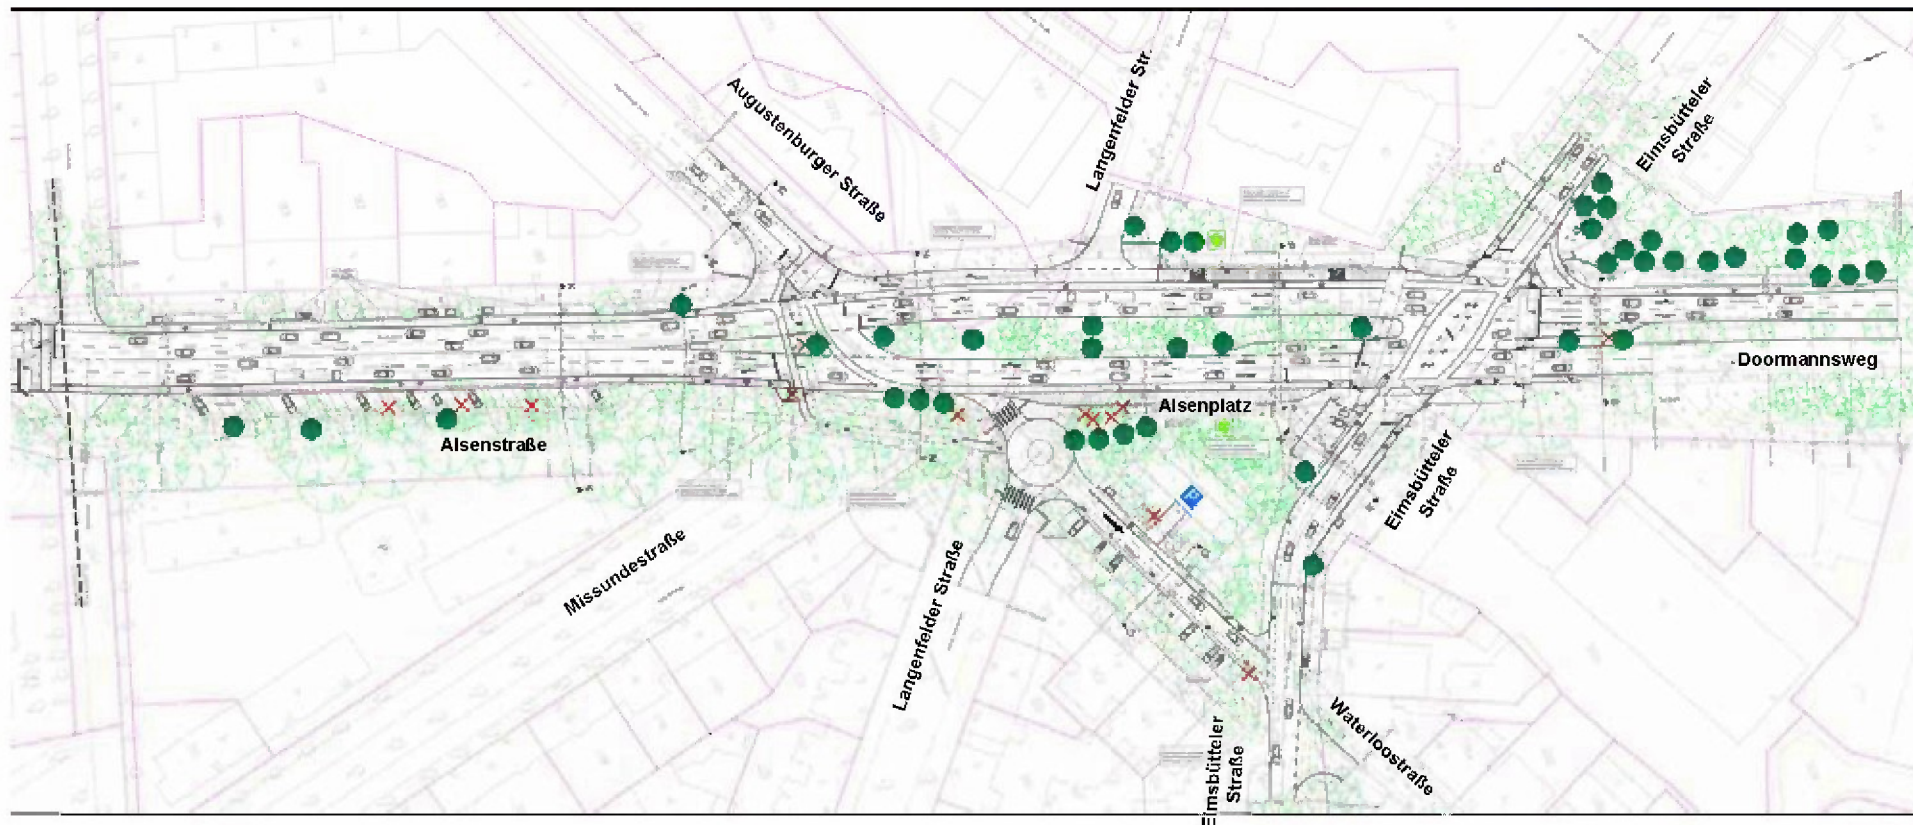 Augustenburger Straße
Langenfelder Str.
Eimsbütteler
Straße
Doormannsweg
Alsenplatz
Alsenstraße
Eimsbütteler
Straße
P
Missundestraße
Langenfelder Straße
Eimsbütteler
Straße
Waterloostraße